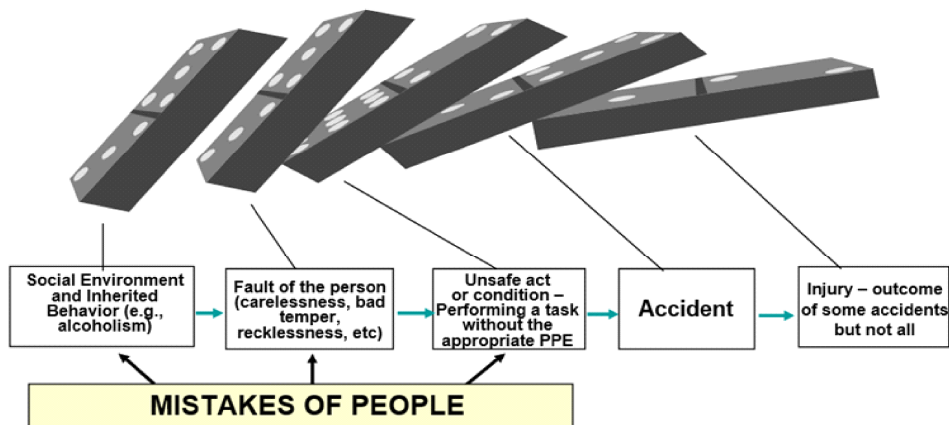 Social Environment
and Inherited
Behavior (e.g.,
alcoholism)
Fault of the person
(carelessness, bad
temper,
recklessness, etc)
Unsafe act
or condition –
Performing a task
without the
appropriate PPE
Accident
Injury – outcome
of some accidents
but not all
MISTAKES OF PEOPLE